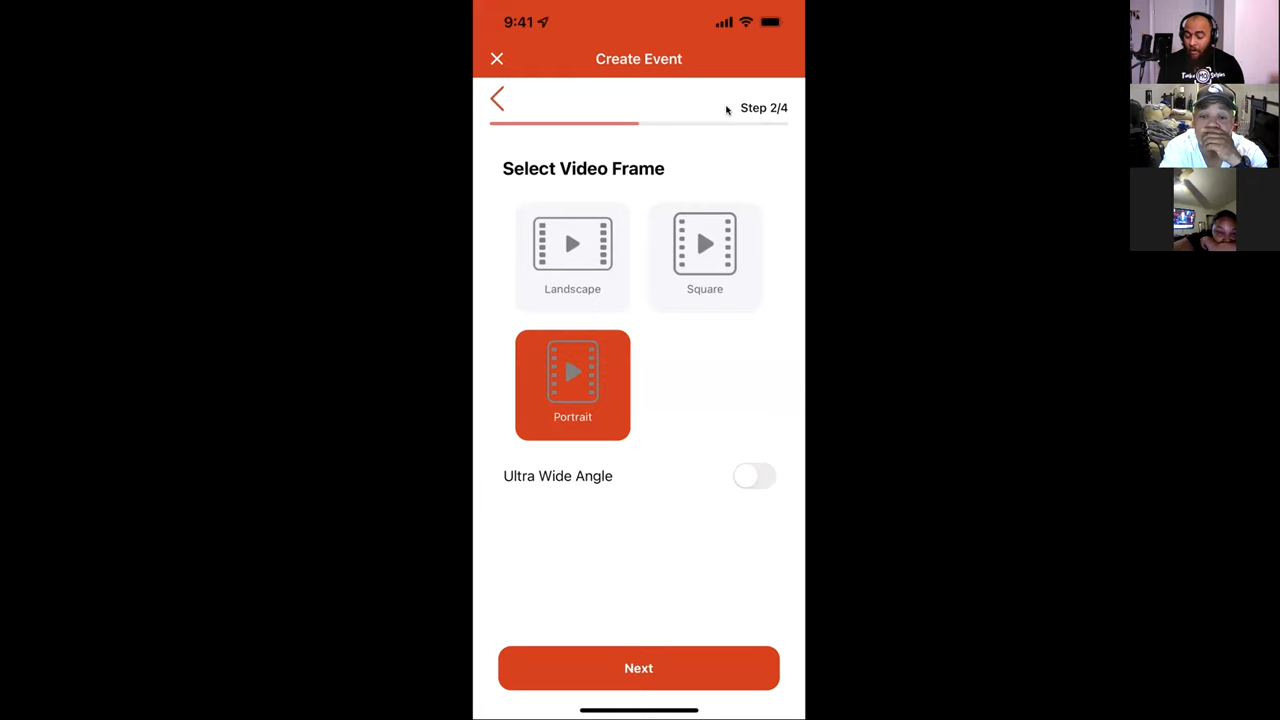 9:41
Create Event
Step 2/4
Select Video Frame
Landscape
Square
Portrait
Ultra Wide Angle
Next